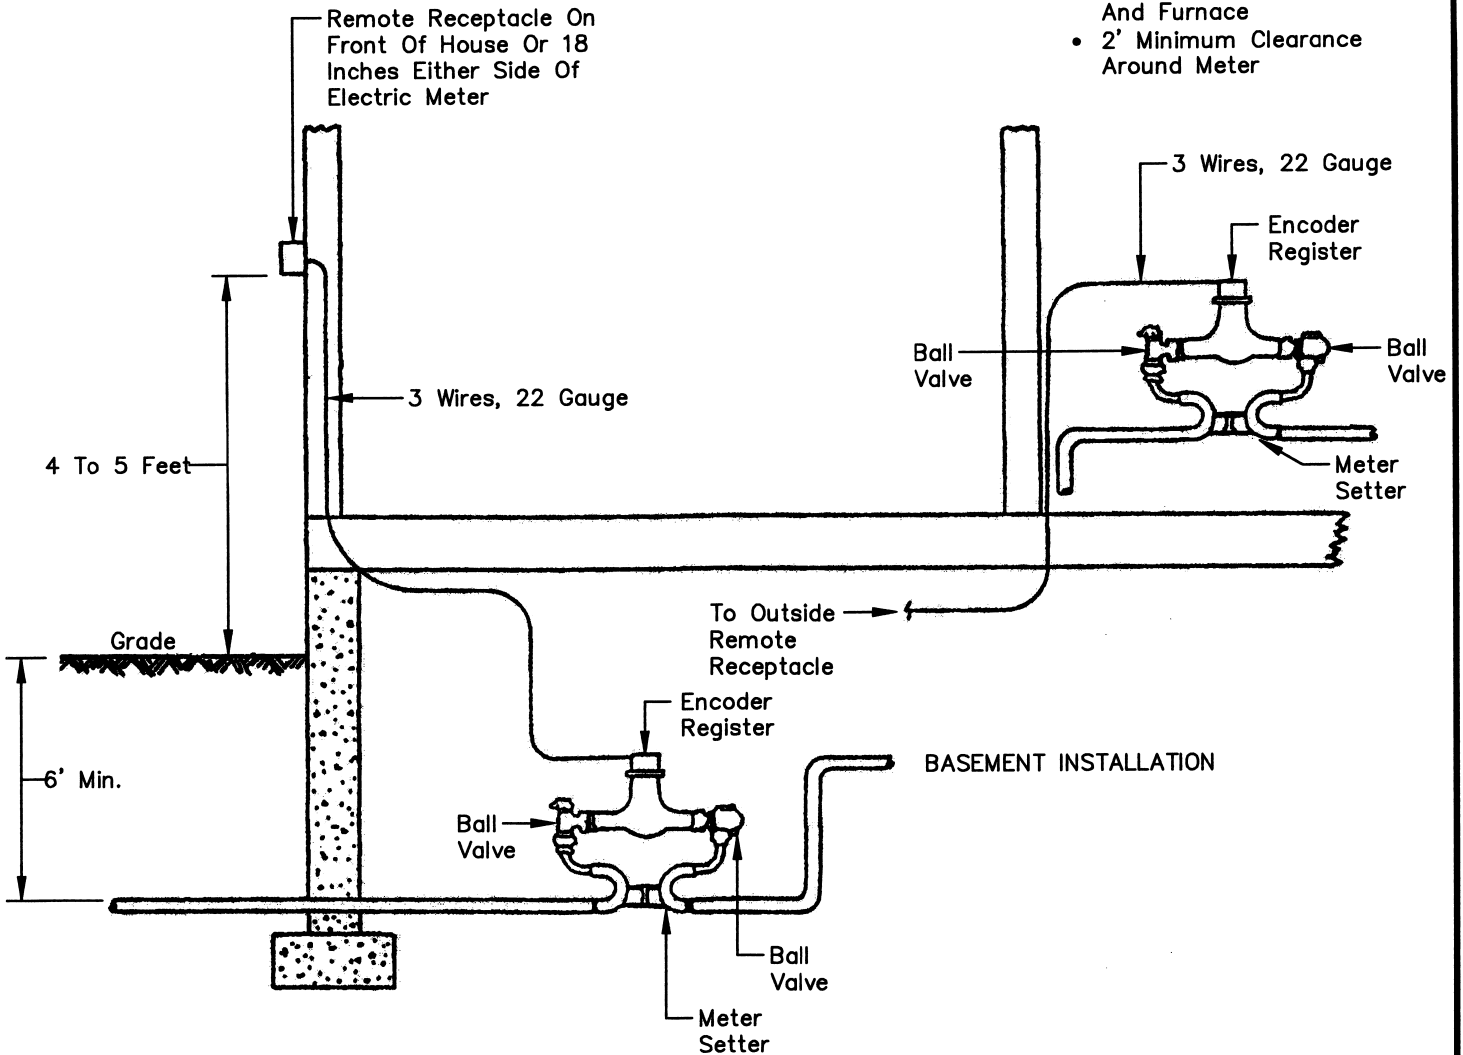 Remote Receptacle On
Front Of House Or 18
Inches Either Side Of
Electric Meter
And Furnace
• 2' Minimum Clearance
Around Meter
3 Wires, 22 Gauge
Encoder
Register
Ball
Valve
Ball
Valve
3 Wires, 22 Gauge
4 To 5 Feet
Meter
Setter
To Outside
Remote
Receptacle
Grade
Encoder
Register
6' Min.
BASEMENT INSTALLATION
Ball
Valve
Ball
Valve
Meter
Setter